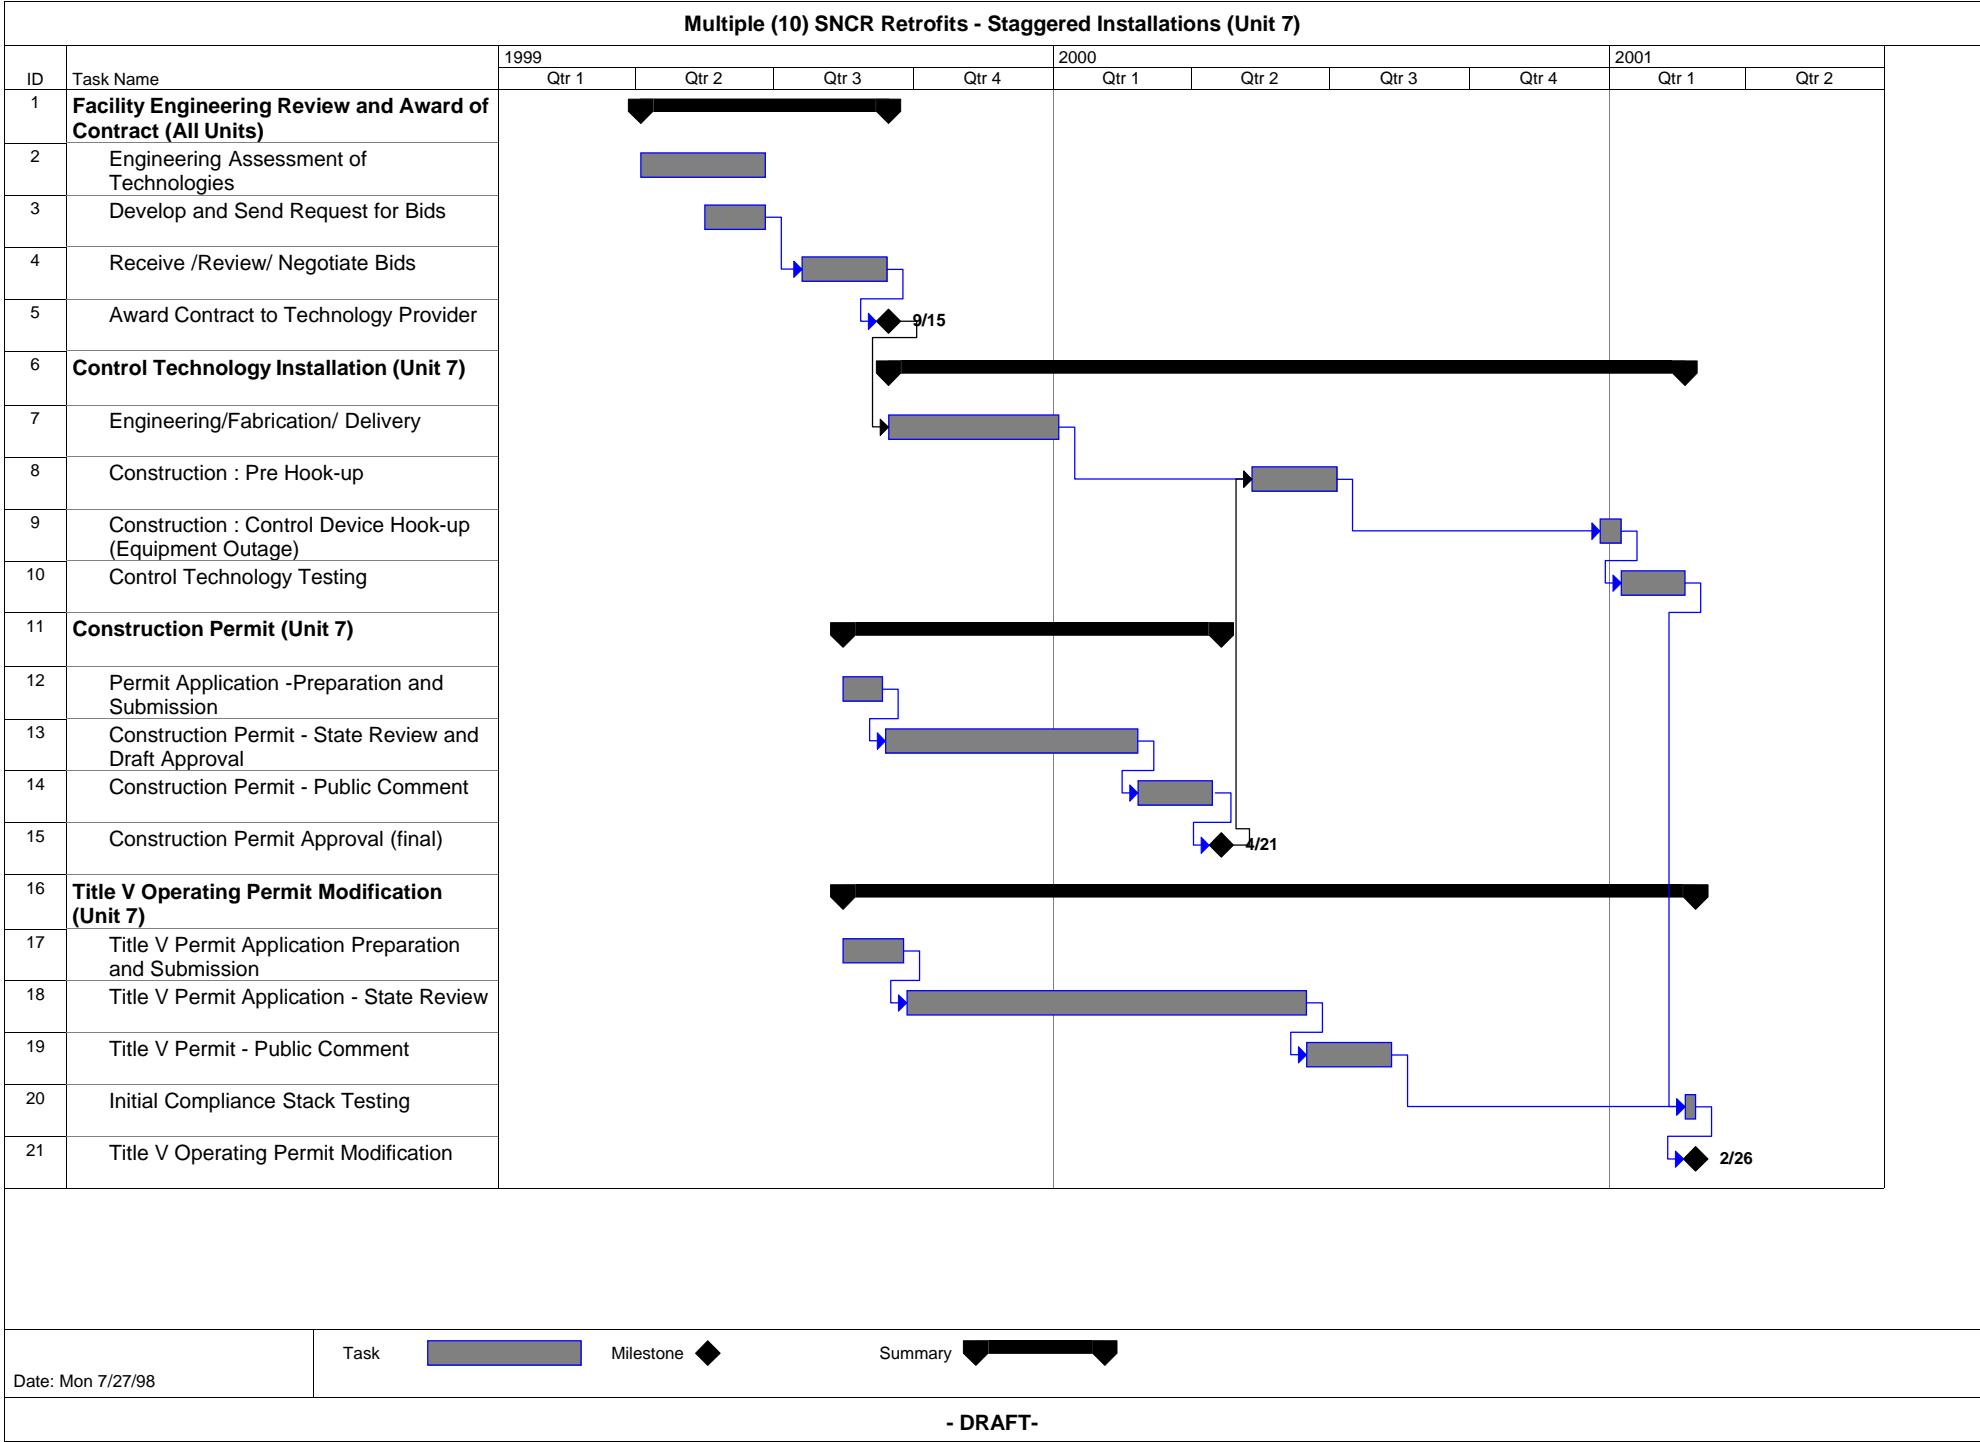 Multiple (10) SNCR Retrofits - Staggered Installations (Unit 7)
1999 2000 2001
ID Task Name Qtr 1 Qtr 2 Qtr 3 Qtr 4 Qtr 1 Qtr 2 Qtr 3 Qtr 4 Qtr 1 Qtr 2
1 Facility Engineering Review and Award of
Contract (All Units)
2 Engineering Assessment of
Technologies
3 Develop and Send Request for Bids
4 Receive /Review/ Negotiate Bids
5 Award Contract to Technology Provider 9/15
6 Control Technology Installation (Unit 7)
7 Engineering/Fabrication/ Delivery
8 Construction : Pre Hook-up
9 Construction : Control Device Hook-up
(Equipment Outage)
10 Control Technology Testing
11 Construction Permit (Unit 7)
12 Permit Application -Preparation and
Submission
13 Construction Permit - State Review and
Draft Approval
14 Construction Permit - Public Comment
15 Construction Permit Approval (final) 4/21
16 Title V Operating Permit Modification
(Unit 7)
17 Title V Permit Application Preparation
and Submission
18 Title V Permit Application - State Review
19 Title V Permit - Public Comment
20 Initial Compliance Stack Testing
21 Title V Operating Permit Modification 2/26
Task Milestone Summary
Date: Mon 7/27/98
- DRAFT-